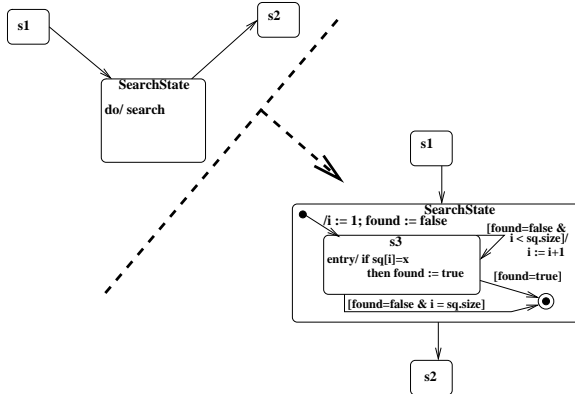 s1
s2
SearchState
do/ search
s1
SearchState
/i := 1; found := false
[found=false &
i < sq.size]/
i := i+1
s3
entry/ if sq[i]=x
then found := true
[found=true]
[found=false & i = sq.size]
s2